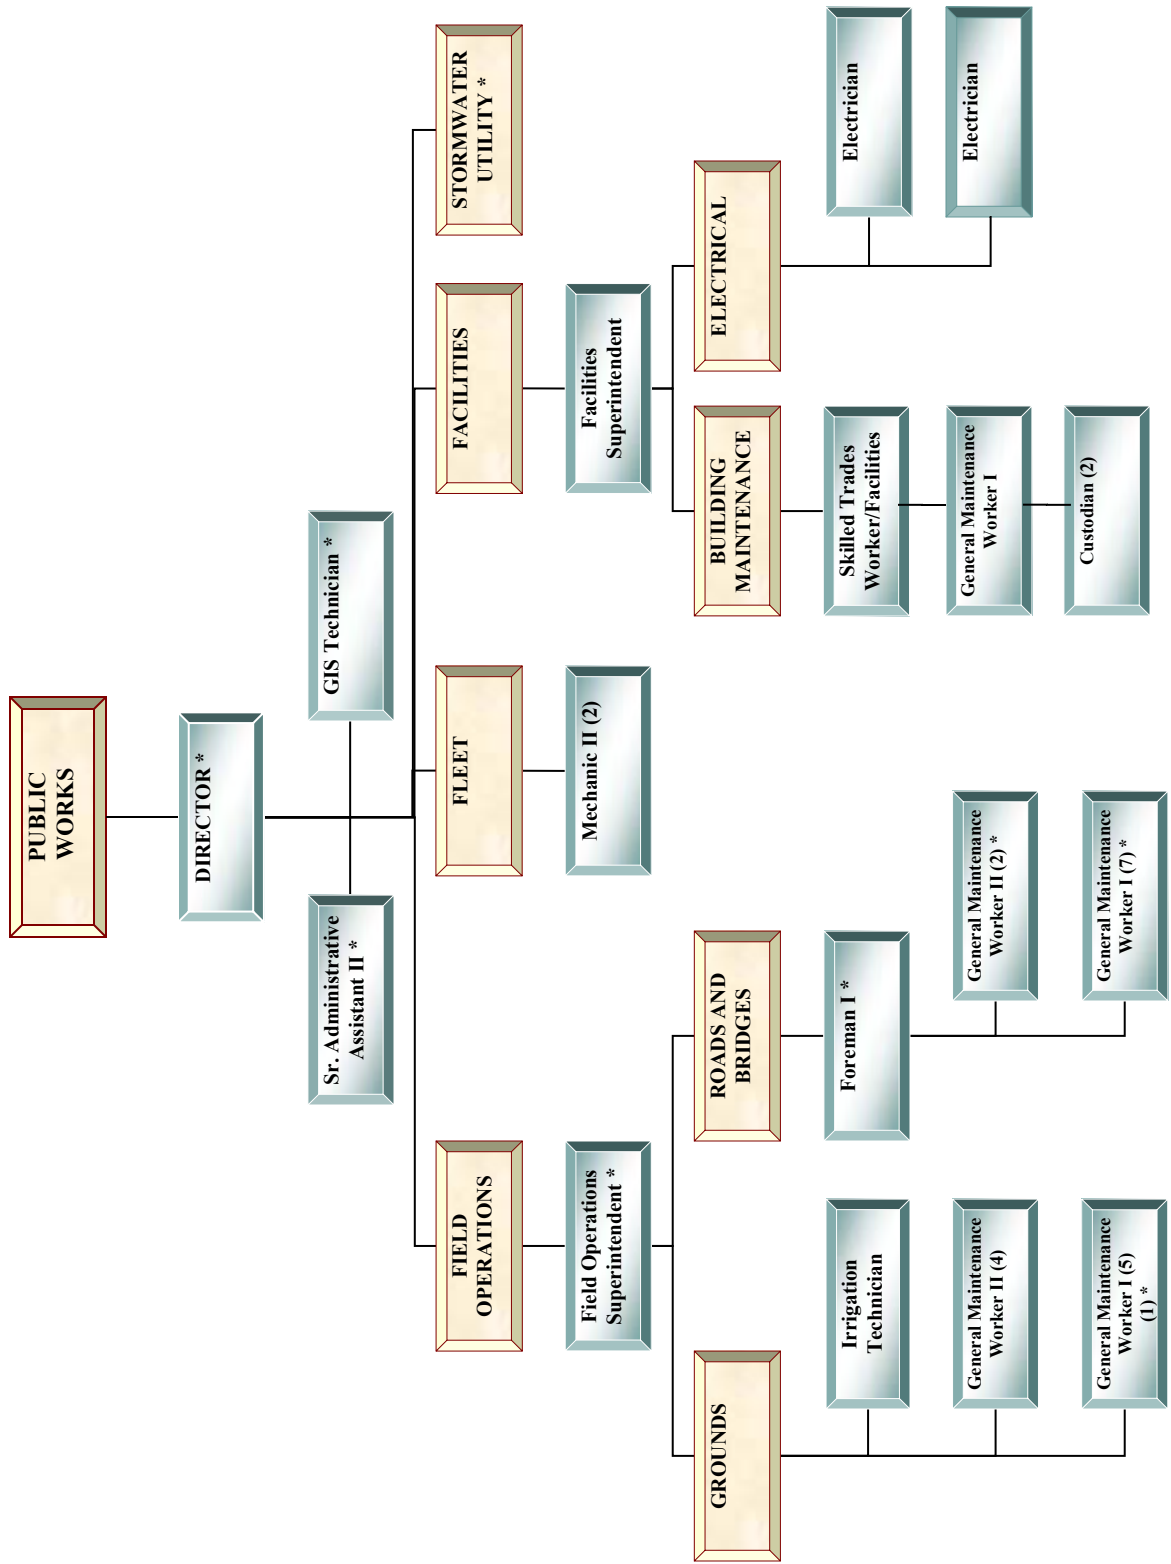 PUBLIC
WORKS
DIRECTOR *
Sr. Administrative
Assistant II *
GIS Technician *
FIELD
OPERATIONS
FLEET
FACILITIES
STORMWATER
UTILITY *
Field Operations
Superintendent *
Mechanic II (2)
Facilities
Superintendent
GROUNDS
ROADS AND
BRIDGES
BUILDING
MAINTENANCE
ELECTRICAL
Irrigation
Technician
General Maintenance
Worker II (4)
General Maintenance
Worker I (5)
(1) *
Foreman I *
General Maintenance
Worker II (2) *
General Maintenance
Worker I (7) *
Skilled Trades
Worker/Facilities
General Maintenance
Worker I
Custodian (2)
Electrician
Electrician